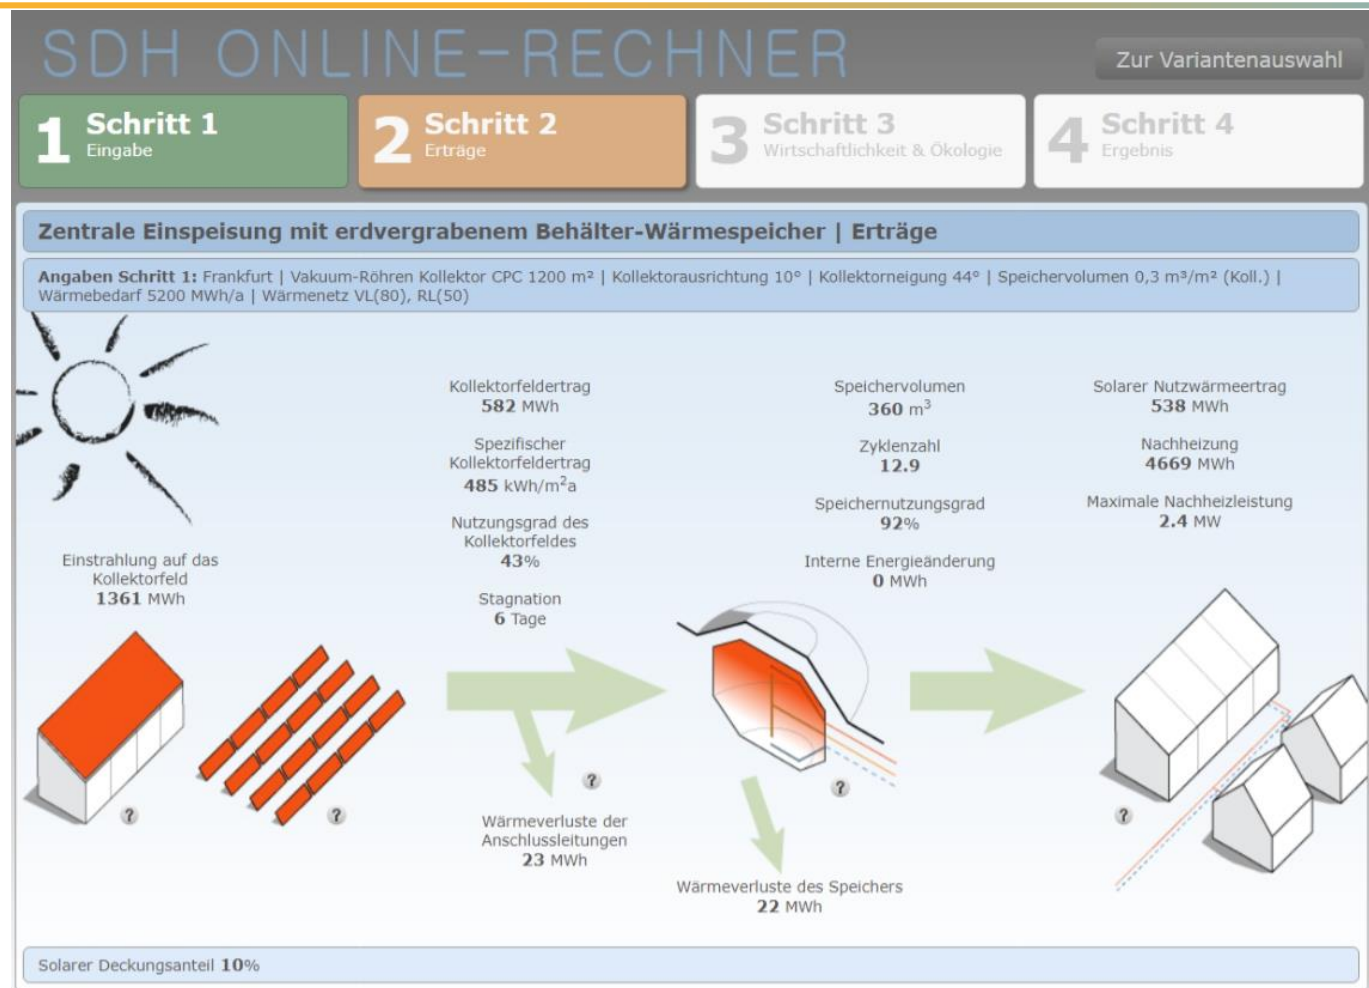 SDH ONLINE-RECHNER
Zur Variantenauswahl
1 Schritt 1
Eingabe
2 Schritt 2
Erträge
3 Schritt 3
Wirtschaftlichkeit & Ökologie
4 Schritt 4
Ergebnis
Zentrale Einspeisung mit erdvergrabenem Behälter-Wärmespeicher | Erträge
Angaben Schritt 1: Frankfurt | Vakuum-Röhren Kollektor CPC 1200 m² | Kollektorausrichtung 10° | Kollektorneigung 44° | Speichervolumen 0,3 m³/m² (Koll.) |
Wärmebedarf 5200 MWh/a | Wärmenetz VL(80), RL(50)
Einstrahlung auf das
Kollektorfeld
1361 MWh
Kollektorfeldertrag
582 MWh
Spezifischer
Kollektorfeldertrag
485 kWh/m²a
Nutzungsgrad des
Kollektorfeldes
43%
Stagnation
6 Tage
Speichervolumen
360 m³
Zyklenzahl
12.9
Speichernutzungsgrad
92%
Interne Energieänderung
0 MWh
Solarer Nutzwärmeertrag
538 MWh
Nachheizung
4669 MWh
Maximale Nachheizleistung
2.4 MW
?
?
?
?
?
Wärmeverluste der
Anschlussleitungen
23 MWh
Wärmeverluste des Speichers
22 MWh
Solarer Deckungsanteil 10%